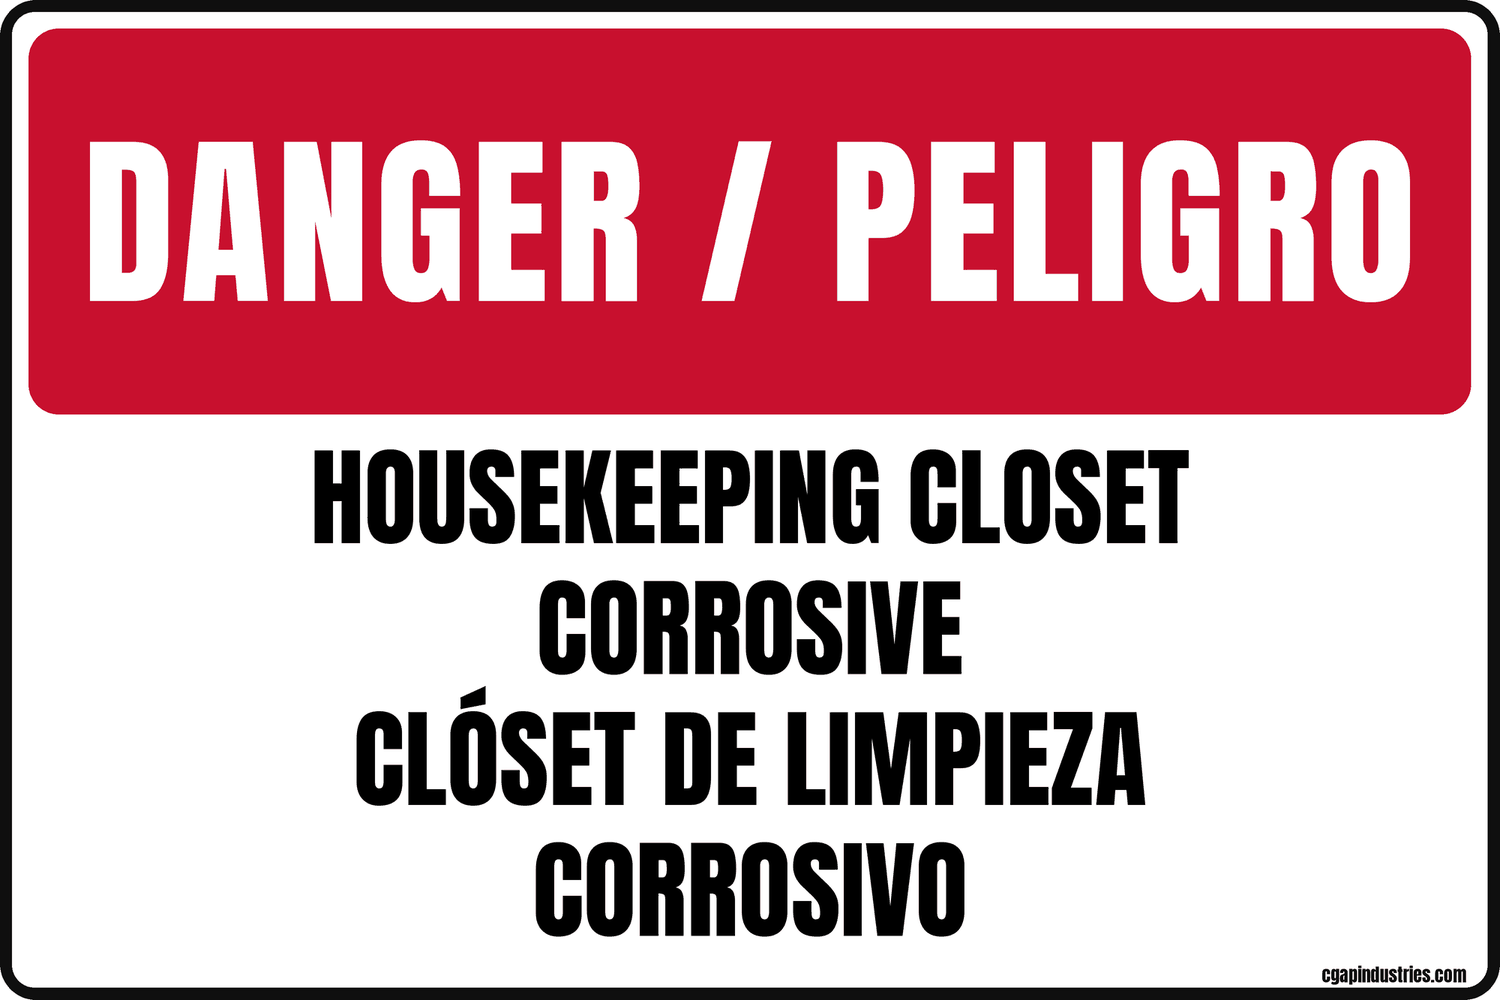 DANGER / PELIGRO
HOUSEKEEPING CLOSET
CORROSIVE
CLÓSET DE LIMPIEZA
CORROSIVO
cgapindustries.com